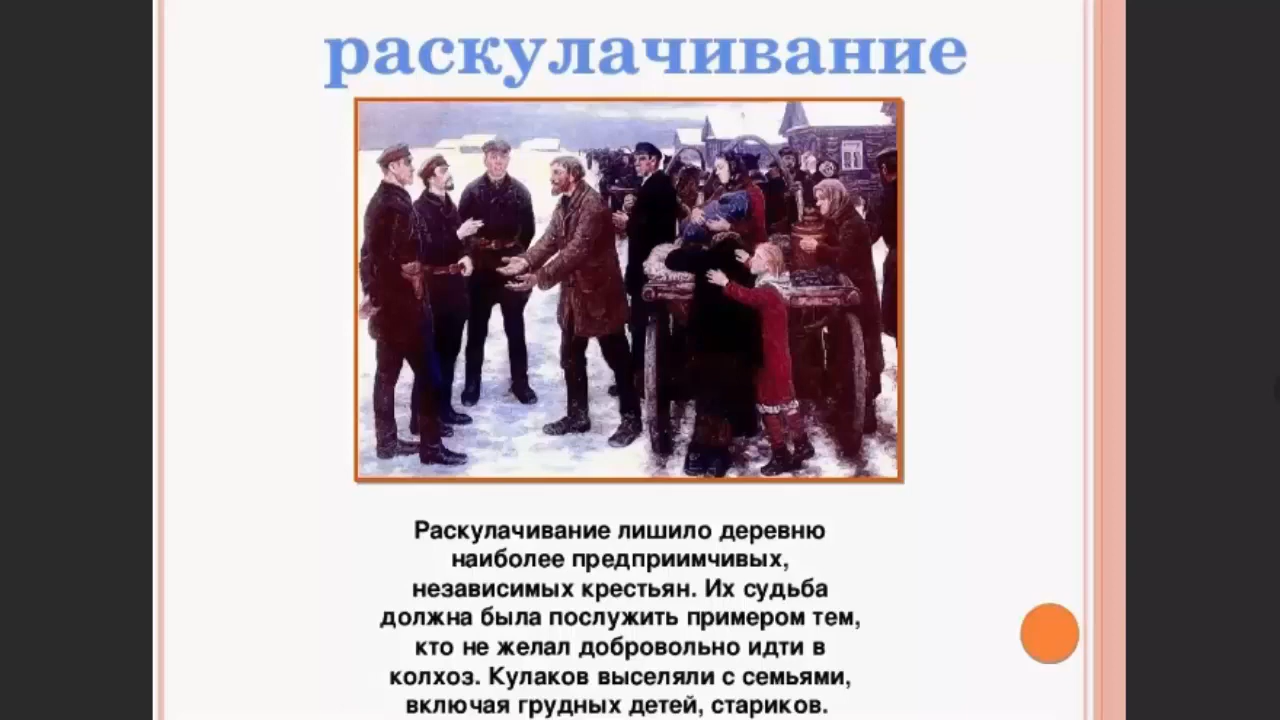 раскулачивание
Раскулачивание лишило деревню
наиболее предприимчивых,
независимых крестьян. Их судьба
должна была послужить примером тем,
кто не желал добровольно идти в
колхоз. Кулаков выселяли с семьями,
включая грудных детей, стариков.